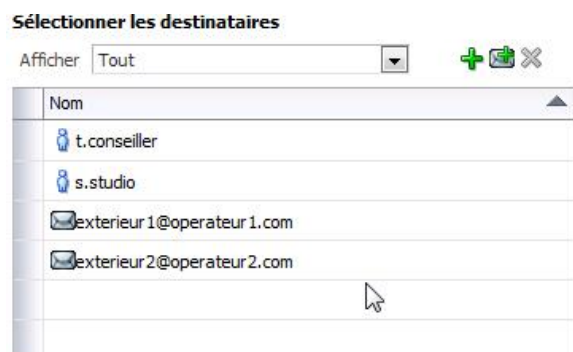 Sélectionner les destinataires
Afficher Tout
Nom
t.conseiller
s.studio
exterieur1@operateur1.com
exterieur2@operateur2.com